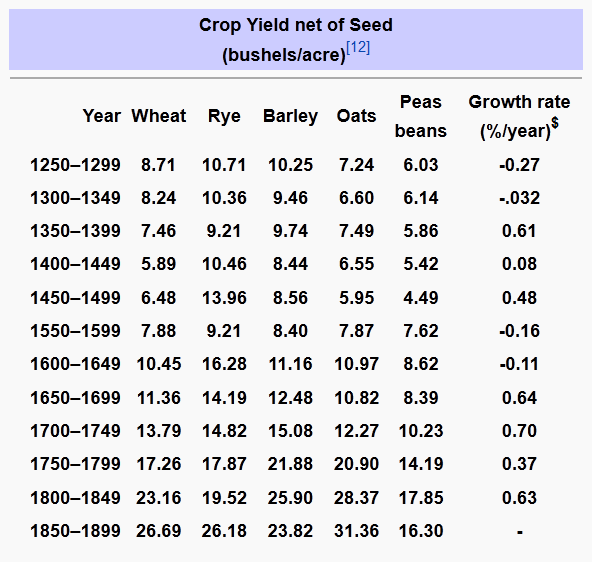 Crop Yield net of Seed
(bushels/acre)[12]
Year Wheat Rye Barley Oats Peas beans Growth rate (%/year)$
1250–1299 8.71 10.71 10.25 7.24 6.03 -0.27
1300–1349 8.24 10.36 9.46 6.60 6.14 -.032
1350–1399 7.46 9.21 9.74 7.49 5.86 0.61
1400–1449 5.89 10.46 8.44 6.55 5.42 0.08
1450–1499 6.48 13.96 8.56 5.95 4.49 0.48
1550–1599 7.88 9.21 8.40 7.87 7.62 -0.16
1600–1649 10.45 16.28 11.16 10.97 8.62 -0.11
1650–1699 11.36 14.19 12.48 10.82 8.39 0.64
1700–1749 13.79 14.82 15.08 12.27 10.23 0.70
1750–1799 17.26 17.87 21.88 20.90 14.19 0.37
1800–1849 23.16 19.52 25.90 28.37 17.85 0.63
1850–1899 26.69 26.18 23.82 31.36 16.30 -